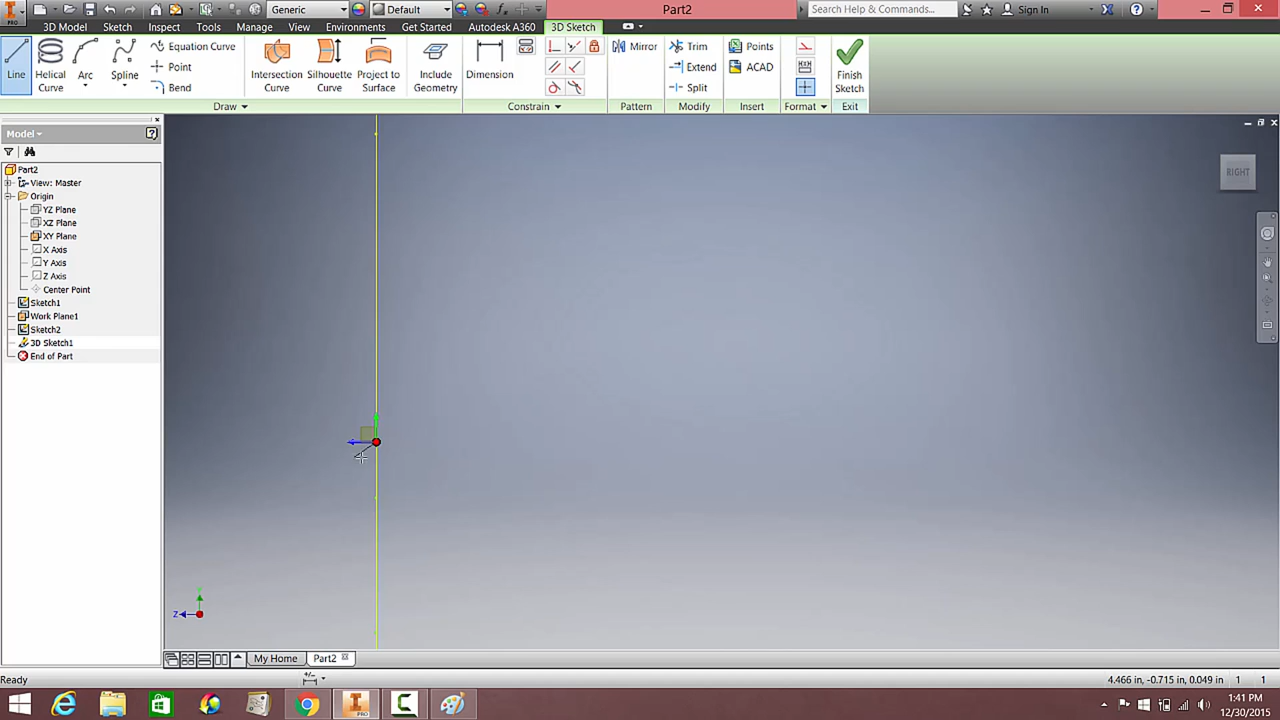 Generic
Default
Part2
Search Help & Commands...
Sign In
PRO
3D Model
Sketch
Inspect
Tools
Manage
View
Environments
Get Started
Autodesk A360
3D Sketch
Line
Helical
Curve
Arc
Spline
Equation Curve
Point
Bend
Intersection
Curve
Silhouette
Curve
Project to
Surface
Include
Geometry
Dimension
Mirror
Trim
Extend
Split
Points
ACAD
Finish
Sketch
Draw
Constrain
Pattern
Modify
Insert
Format
Exit
Model
Part2
View: Master
Origin
YZ Plane
XZ Plane
XY Plane
X Axis
Y Axis
Z Axis
Center Point
Sketch1
Work Plane1
Sketch2
3D Sketch1
End of Part
RIGHT
Z
My Home
Part2
Ready
4.466 in, -0.715 in, 0.049 in
1
1
PRO
1:41 PM
12/30/2015